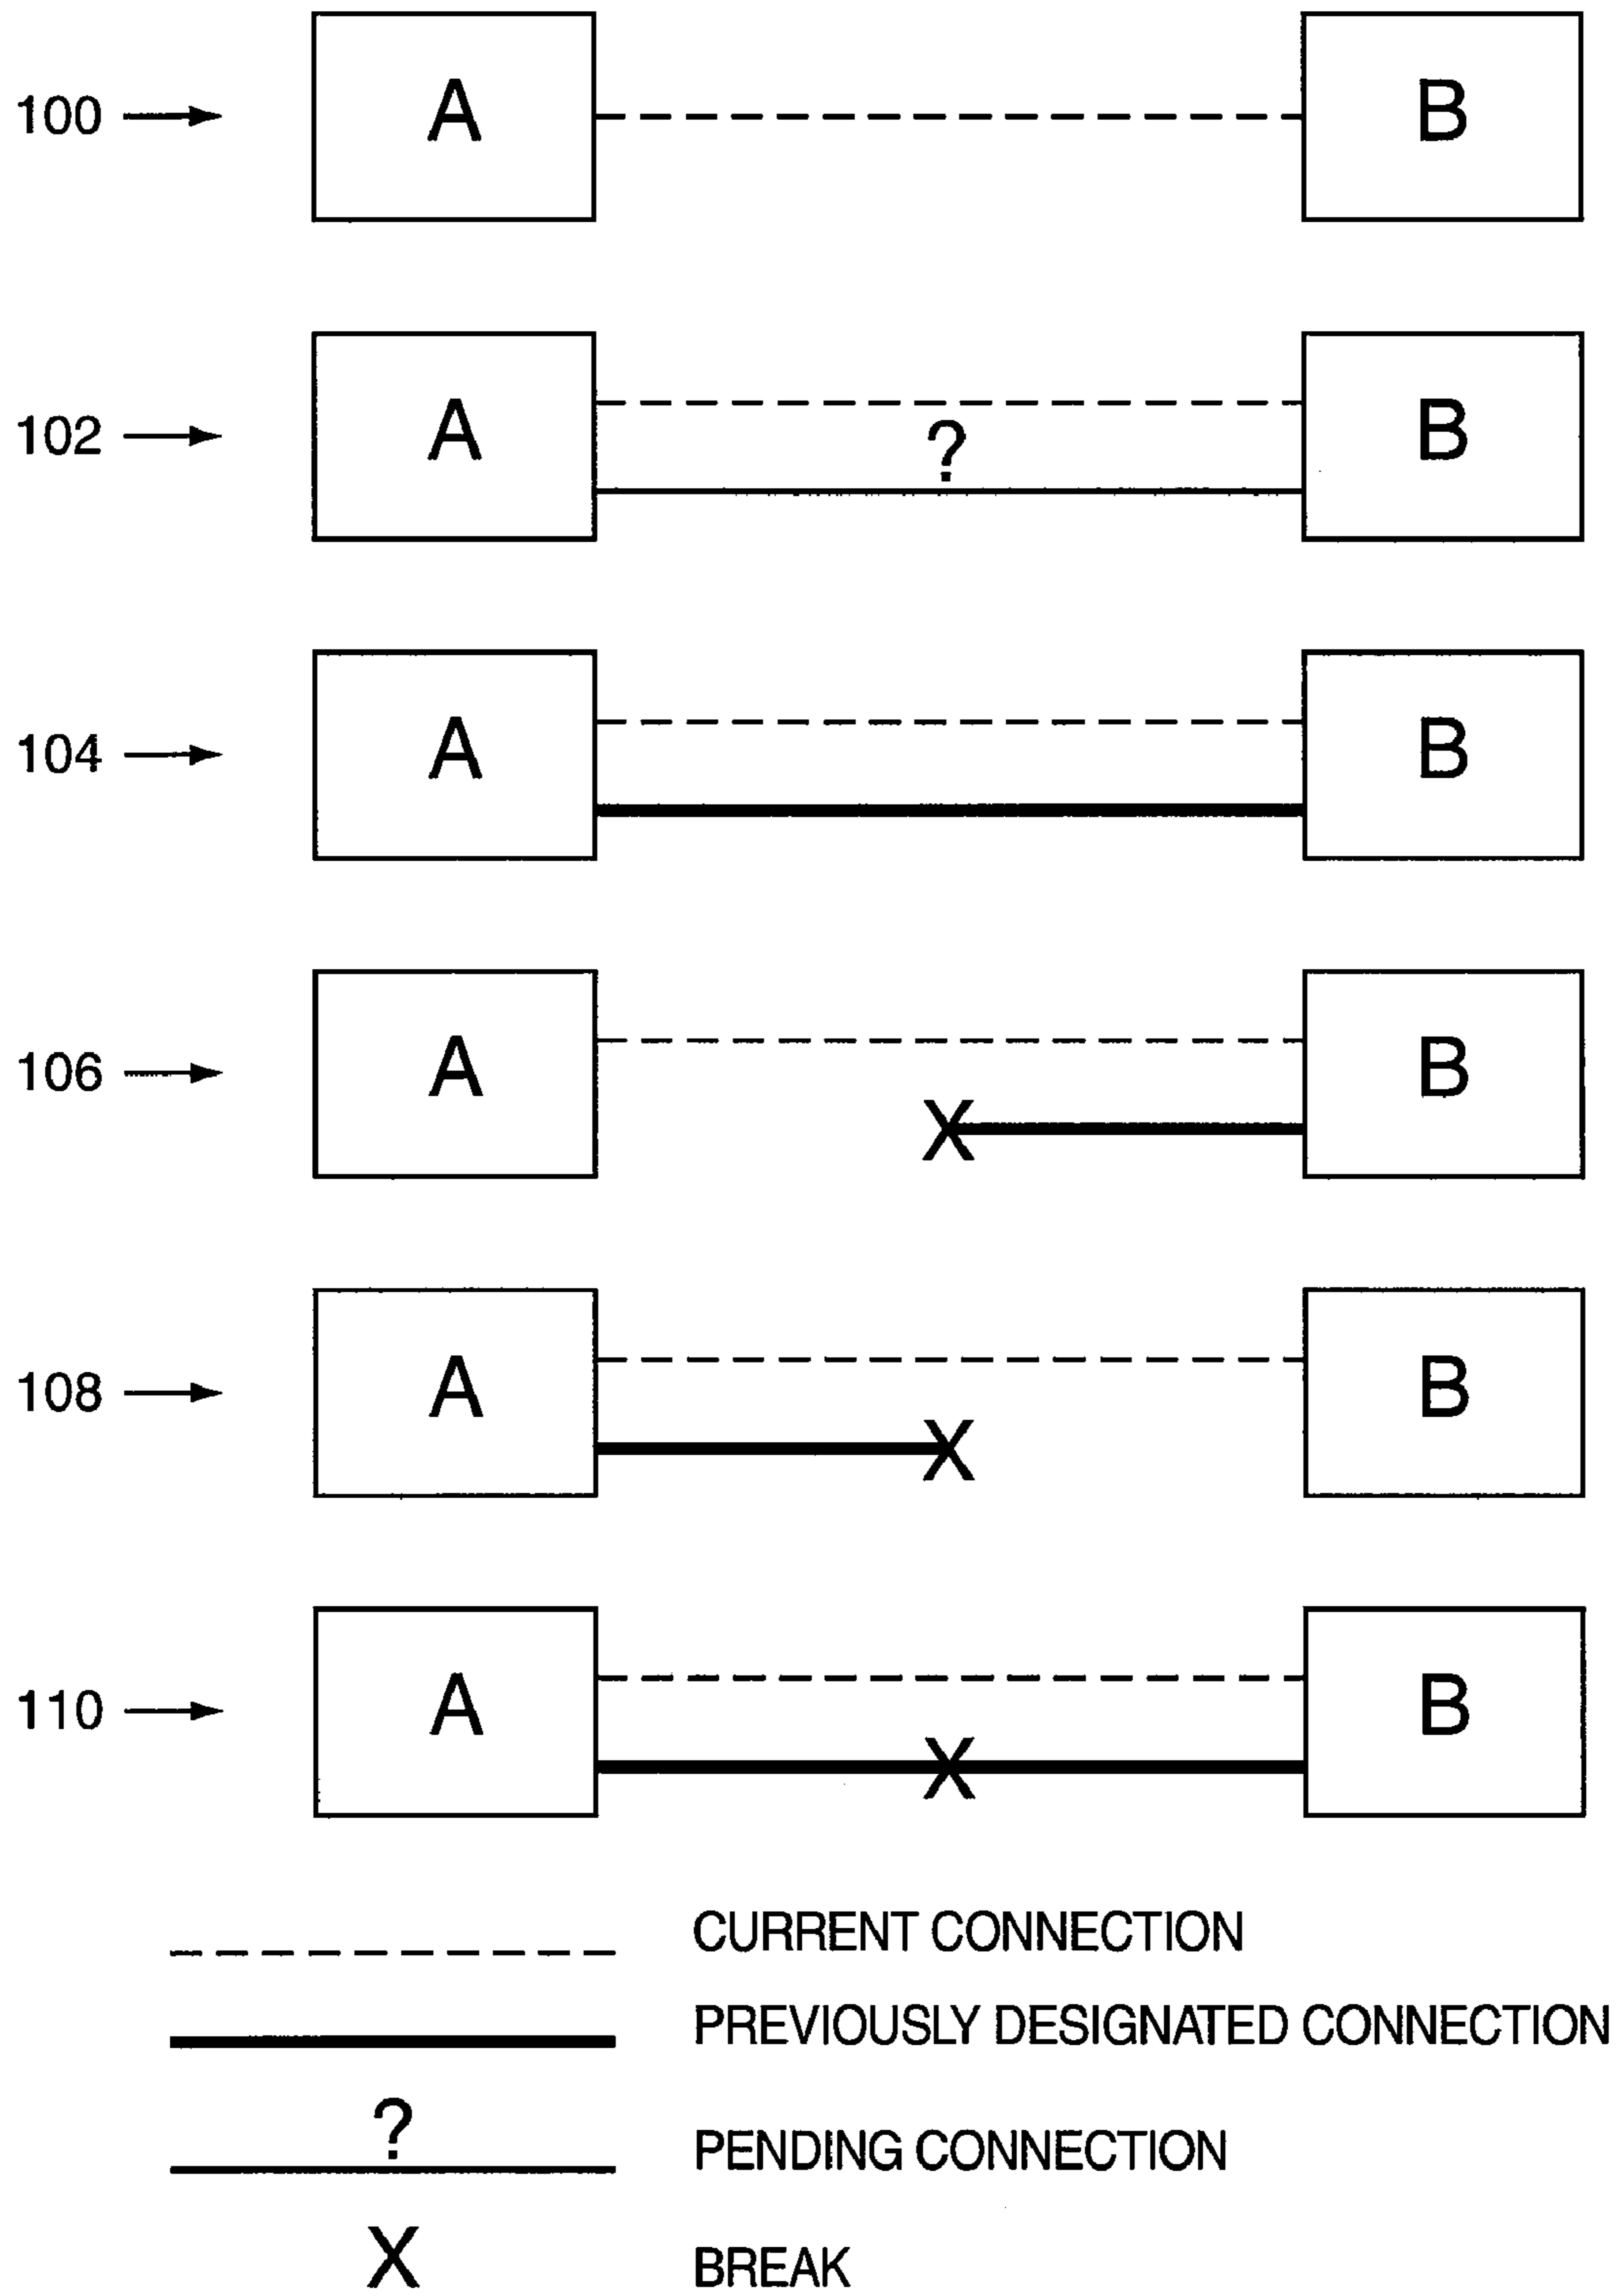 100 A B
102 A ? B
104 A B
106 A X B
108 A X B
110 A X B
CURRENT CONNECTION
PREVIOUSLY DESIGNATED CONNECTION
? PENDING CONNECTION
X BREAK